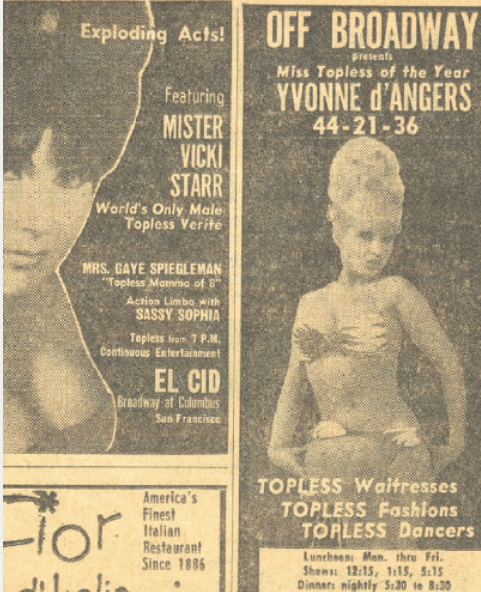 Exploding Acts!
Featuring
MISTER
VICKI
STARR
World's Only Male
Topless Verité
MRS. GAYE SPIEGLEMAN
"Topless Mamma of 8"
Action Limbo with
SASSY SOPHIA
Topless from 7 P.M.
Continuous Entertainment
EL CID
Broadway at Columbus
San Francisco
OFF BROADWAY
presents
Miss Topless of the Year
YVONNE d'ANGERS
44-21-36
TOPLESS Waitresses
TOPLESS Fashions
TOPLESS Dancers
Luncheon: Mon. thru Fri.
Shows: 12:15, 1:15, 5:15
Dinner: nightly 5:30 to 8:30
Fior
d'Italia
America's
Finest
Italian
Restaurant
Since 1886